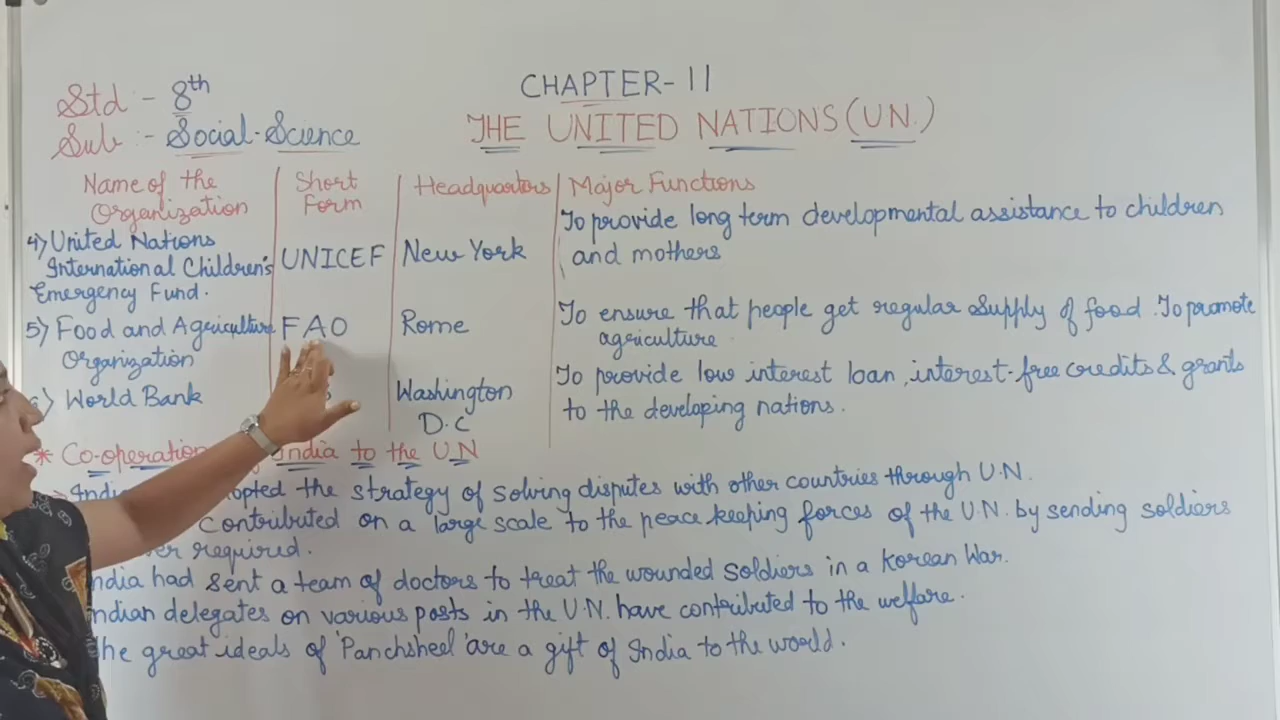 Std :- 8th
Sub :- Social-Science
CHAPTER-11
THE UNITED NATIONS (U.N.)
Name of the Organization
Short Form
Headquarters
Major Functions
4) United Nations International Children's Emergency Fund.
UNICEF
New York
To provide long term developmental assistance to children
and mothers
5) Food and Agriculture Organization
FAO
Rome
To ensure that people get regular supply of food. To promote
agriculture.
World Bank
Washington D.C
To provide low interest loan, interest-free credits & grants
to the developing nations.
* Co-operation India to the U.N
the strategy of solving disputes with other countries through U.N.
Contributed on a large scale to the peace keeping forces of the U.N. by sending soldiers
required.
had sent a team of doctors to treat the wounded soldiers in a Korean War.
delegates on various posts in the U.N. have contributed to the welfare.
great ideals of 'Panchsheel' are a gift of India to the world.